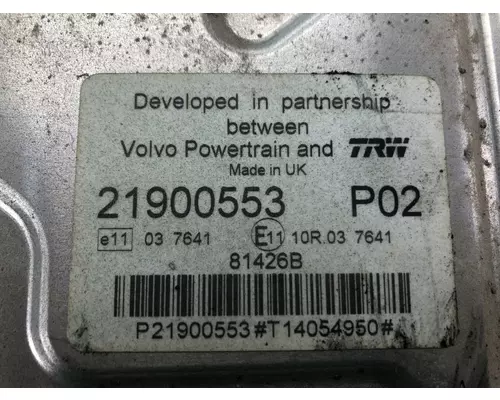 Developed in partnership
between
Volvo Powertrain and TRW
Made in UK
21900553 P02
e11 03 7641 E11 10R.03 7641
81426B
P21900553#T14054950#